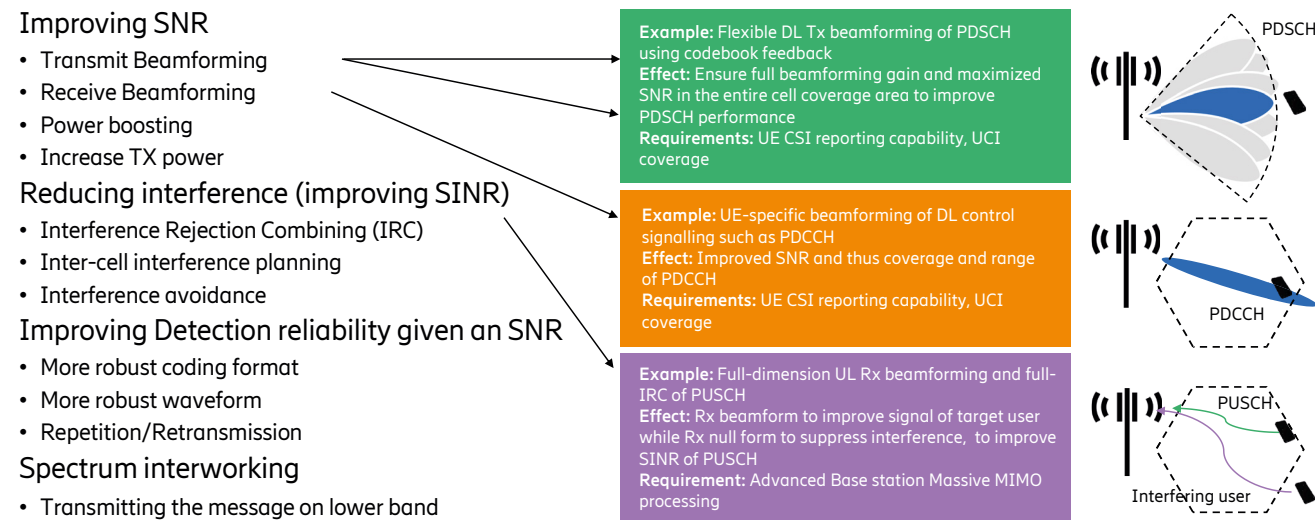 Improving SNR
• Transmit Beamforming
• Receive Beamforming
• Power boosting
• Increase TX power
Reducing interference (improving SINR)
• Interference Rejection Combining (IRC)
• Inter-cell interference planning
• Interference avoidance
Improving Detection reliability given an SNR
• More robust coding format
• More robust waveform
• Repetition/Retransmission
Spectrum interworking
• Transmitting the message on lower band
Example: Flexible DL Tx beamforming of PDSCH
using codebook feedback
Effect: Ensure full beamforming gain and maximized
SNR in the entire cell coverage area to improve
PDSCH performance
Requirements: UE CSI reporting capability, UCI
coverage
PDSCH
Example: UE-specific beamforming of DL control
signalling such as PDCCH
Effect: Improved SNR and thus coverage and range
of PDCCH
Requirements: UE CSI reporting capability, UCI
coverage
PDCCH
Example: Full-dimension UL Rx beamforming and full-
IRC of PUSCH
Effect: Rx beamform to improve signal of target user
while Rx null form to suppress interference, to improve
SINR of PUSCH
Requirement: Advanced Base station Massive MIMO
processing
PUSCH
Interfering user